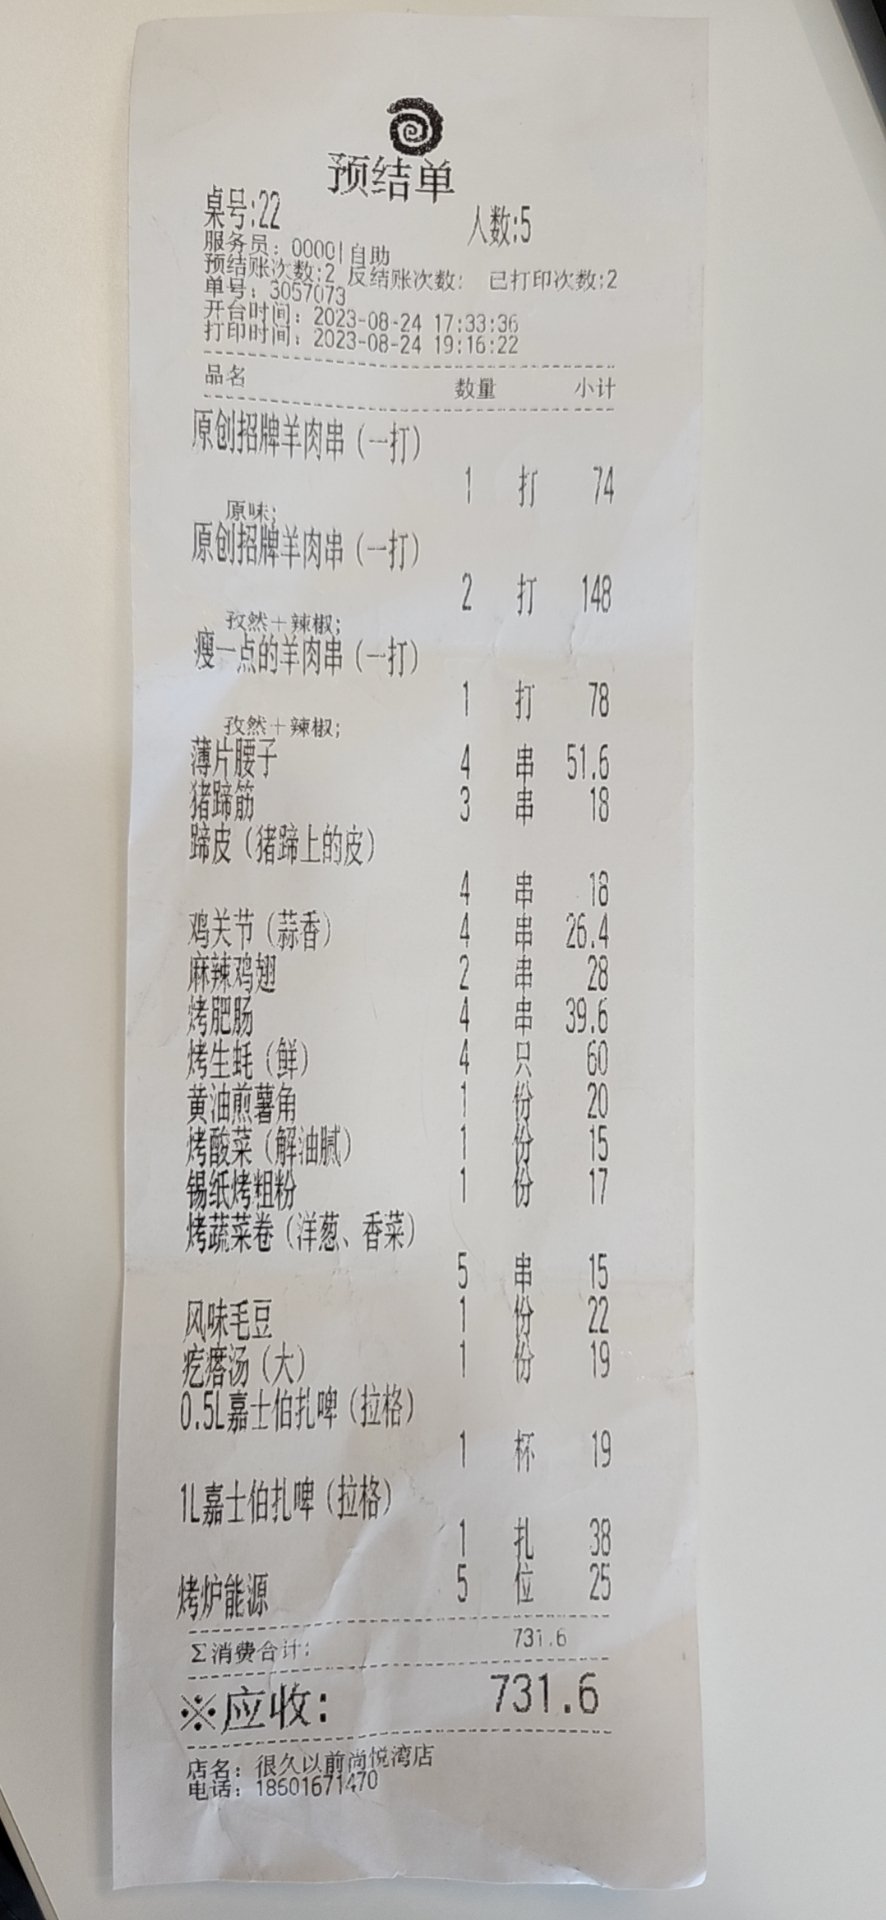 预结单
桌号:22 人数:5
服务员: 00001自助
预结账次数:2 反结账次数: 已打印次数:2
单号: 3057073
开台时间: 2023-08-24 17:33:36
打印时间: 2023-08-24 19:16:22
品名 数量 小计
原创招牌羊肉串(一打)
1 打 74
原味;
原创招牌羊肉串(一打)
2 打 148
孜然+辣椒;
瘦一点的羊肉串(一打)
1 打 78
孜然+辣椒;
薄片腰子 4 串 51.6
猪蹄筋 3 串 18
蹄皮(猪蹄上的皮)
4 串 18
鸡关节(蒜香) 4 串 26.4
麻辣鸡翅 2 串 28
烤肥肠 4 串 39.6
烤生蚝(鲜) 4 只 60
黄油煎薯角 1 份 20
烤酸菜(解油腻) 1 份 15
锡纸烤粗粉 1 份 17
烤蔬菜卷(洋葱、香菜)
5 串 15
风味毛豆 1 份 22
疙瘩汤(大) 1 份 19
0.5L嘉士伯扎啤(拉格)
1 杯 19
1L嘉士伯扎啤(拉格)
1 扎 38
烤炉能源 5 位 25
Σ消费合计: 731.6
※应收: 731.6
店名: 很久以前尚悦湾店
电话: 18601671470